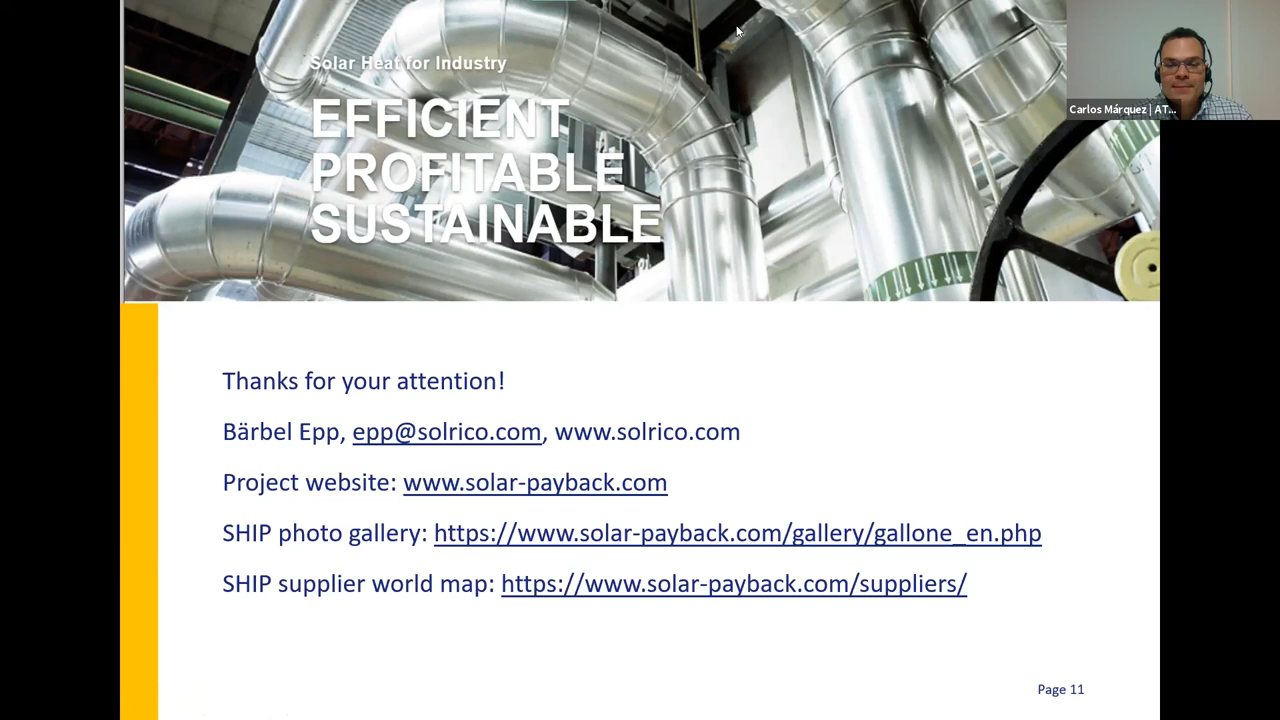 Solar Heat for Industry
EFFICIENT
PROFITABLE
SUSTAINABLE
Carlos Márquez | AT...
Thanks for your attention!
Bärbel Epp, epp@solrico.com, www.solrico.com
Project website: www.solar-payback.com
SHIP photo gallery: https://www.solar-payback.com/gallery/gallone_en.php
SHIP supplier world map: https://www.solar-payback.com/suppliers/
Page 11